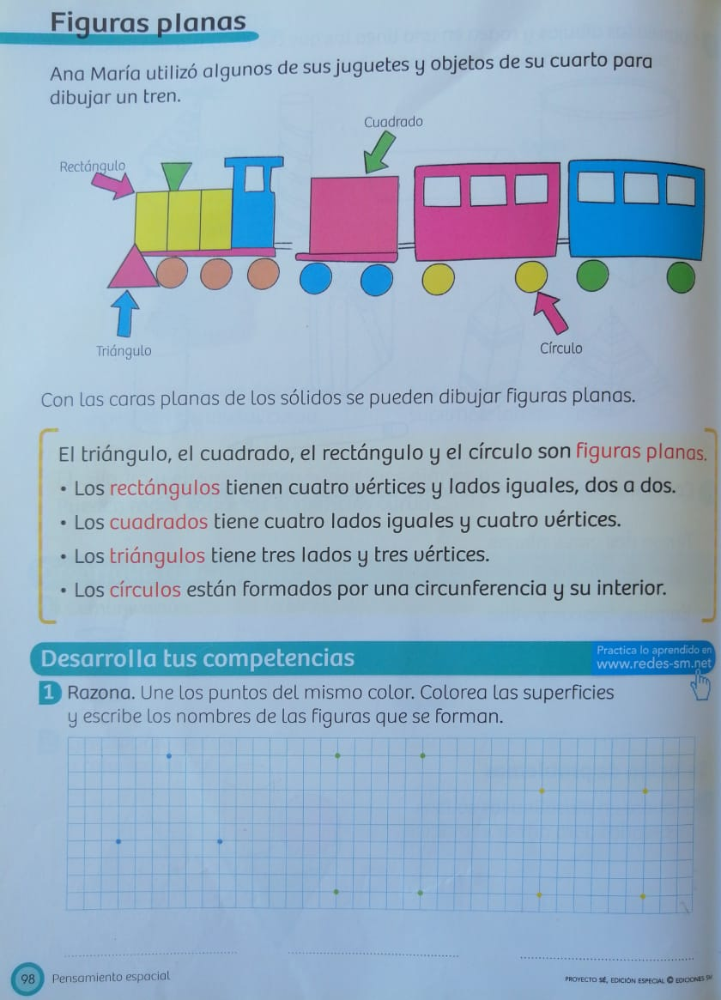 Figuras planas
Ana María utilizó algunos de sus juguetes y objetos de su cuarto para
dibujar un tren.
Cuadrado
Rectángulo
Triángulo
Círculo
Con las caras planas de los sólidos se pueden dibujar figuras planas.
El triángulo, el cuadrado, el rectángulo y el círculo son figuras planas.
• Los rectángulos tienen cuatro vértices y lados iguales, dos a dos.
• Los cuadrados tiene cuatro lados iguales y cuatro vértices.
• Los triángulos tiene tres lados y tres vértices.
• Los círculos están formados por una circunferencia y su interior.
Desarrolla tus competencias
Practica lo aprendido en
www.redes-sm.net
1 Razona. Une los puntos del mismo color. Colorea las superficies
y escribe los nombres de las figuras que se forman.
98 Pensamiento espacial
PROYECTO SÉ, EDICIÓN ESPECIAL © EDICIONES SM